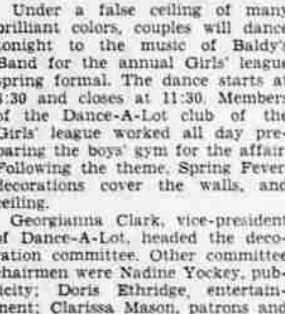 Under a false ceiling of many
brilliant colors, couples will dance
tonight to the music of Baldy's
Band for the annual Girls' league
spring formal. The dance starts at
:30 and closes at 11:30. Members
of the Dance-A-Lot club of the
Girls' league worked all day pre-
paring the boys' gym for the affair
Following the theme, Spring Fever
decorations cover the walls, and
ceiling.
Georgianna Clark, vice-president
of Dance-A-Lot, headed the deco-
ration committee. Other committee
chairmen were Nadine Yockey, pub-
licity; Doris Ethridge, entertain-
ment; Clarissa Mason, patrons and